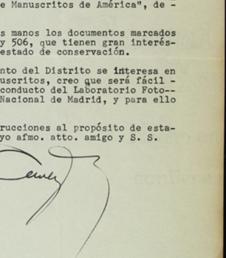 e Manuscritos de América", de -
s manos los documentos marcados
y 506, que tienen gran interés-
estado de conservación.
nto del Distrito se interesa en
uscritos, creo que será fácil -
conducto del Laboratorio Foto--
Nacional de Madrid, y para ello
rucciones al propósito de esta-
yo afmo. atto. amigo y S. S.